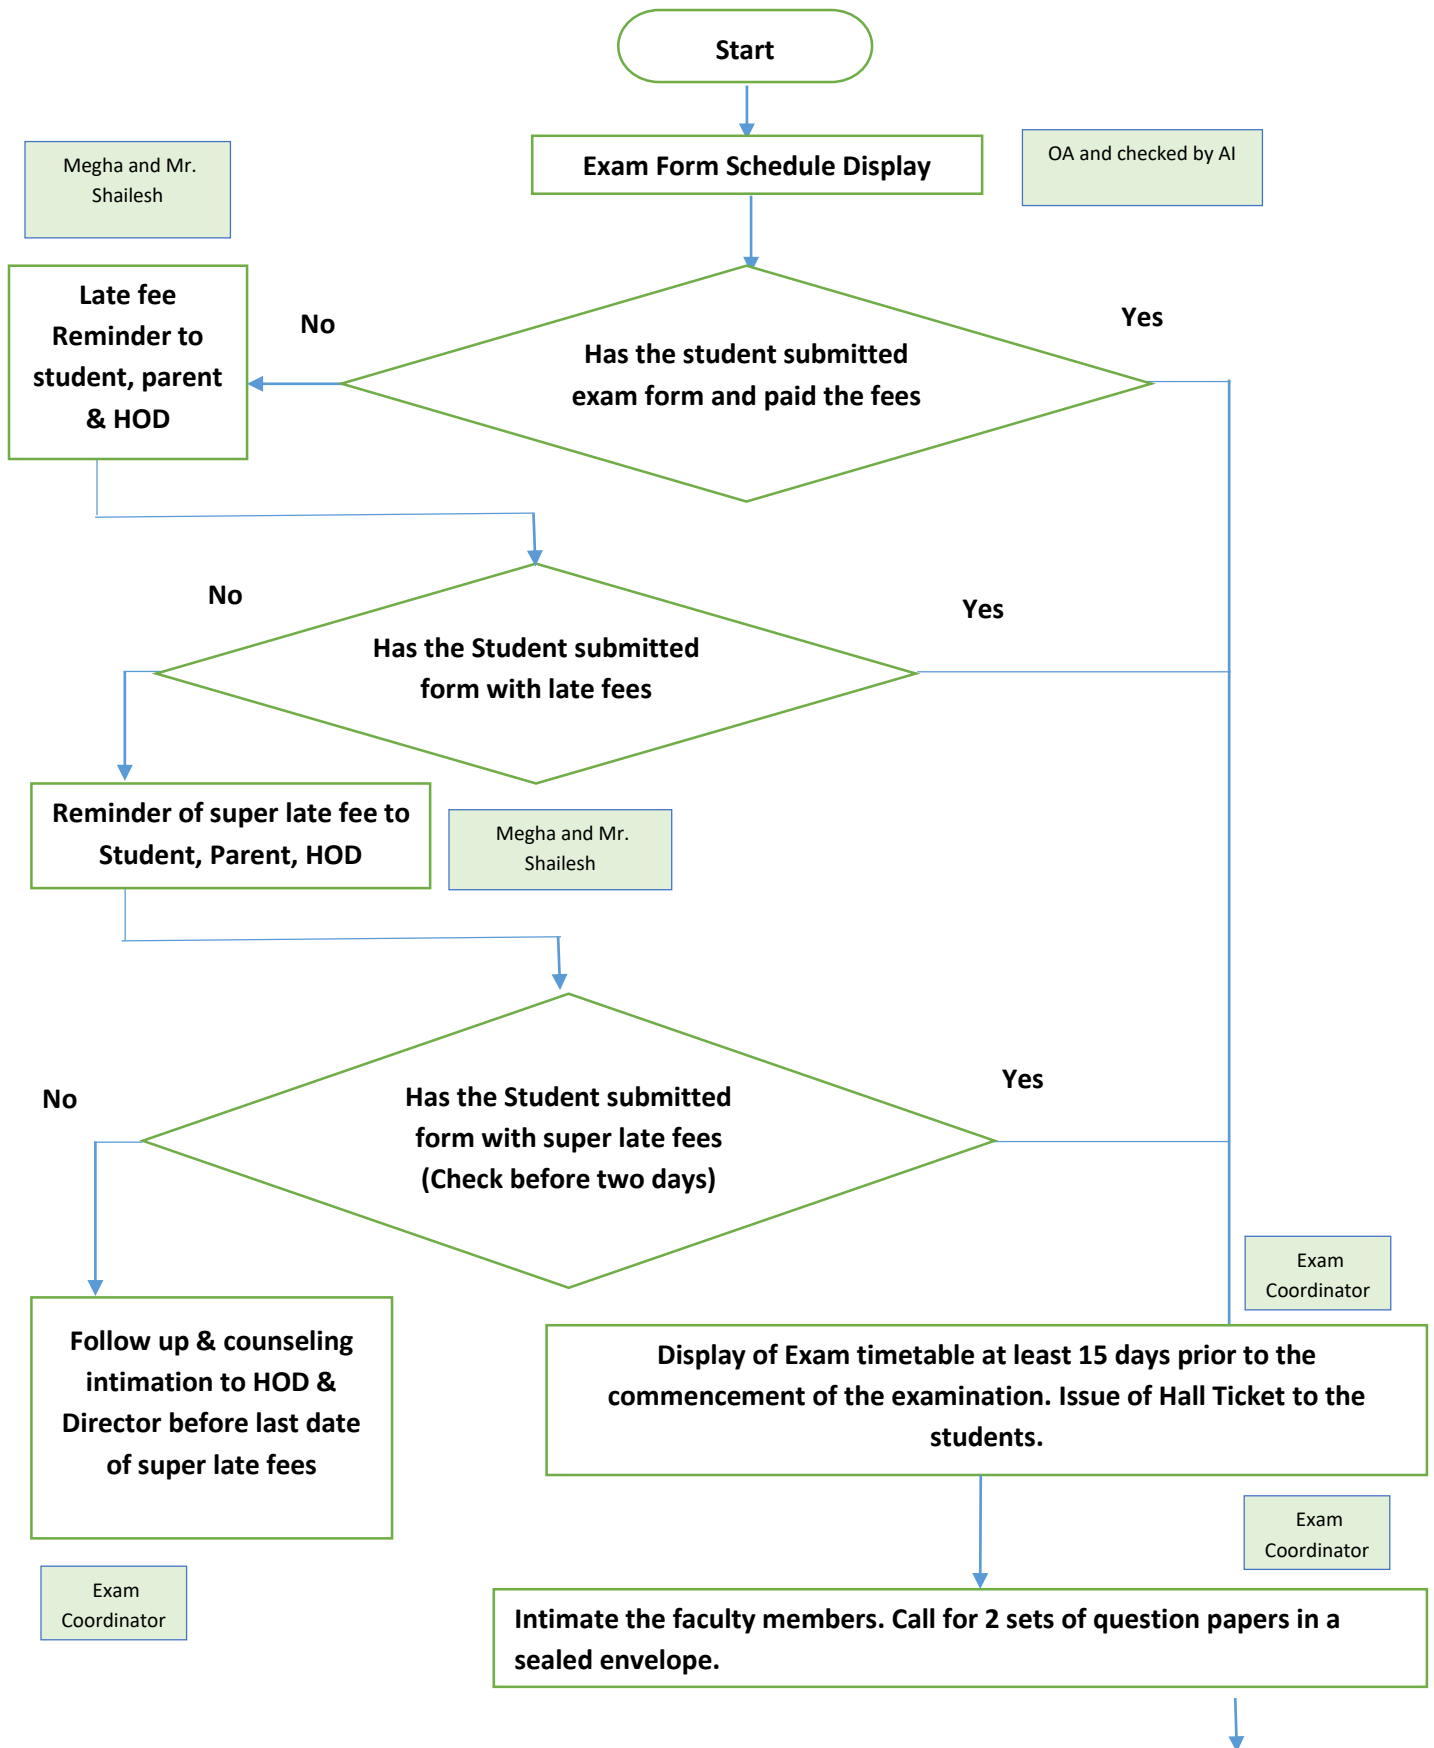 Start
Exam Form Schedule Display
OA and checked by AI
Megha and Mr.
Shailesh
Late fee
Reminder to
student, parent
& HOD
No
Yes
Has the student submitted
exam form and paid the fees
No
Yes
Has the Student submitted
form with late fees
Reminder of super late fee to
Student, Parent, HOD
Megha and Mr.
Shailesh
No
Yes
Has the Student submitted
form with super late fees
(Check before two days)
Exam
Coordinator
Follow up & counseling
intimation to HOD &
Director before last date
of super late fees
Display of Exam timetable at least 15 days prior to the
commencement of the examination. Issue of Hall Ticket to the
students.
Exam
Coordinator
Exam
Coordinator
Intimate the faculty members. Call for 2 sets of question papers in a
sealed envelope.